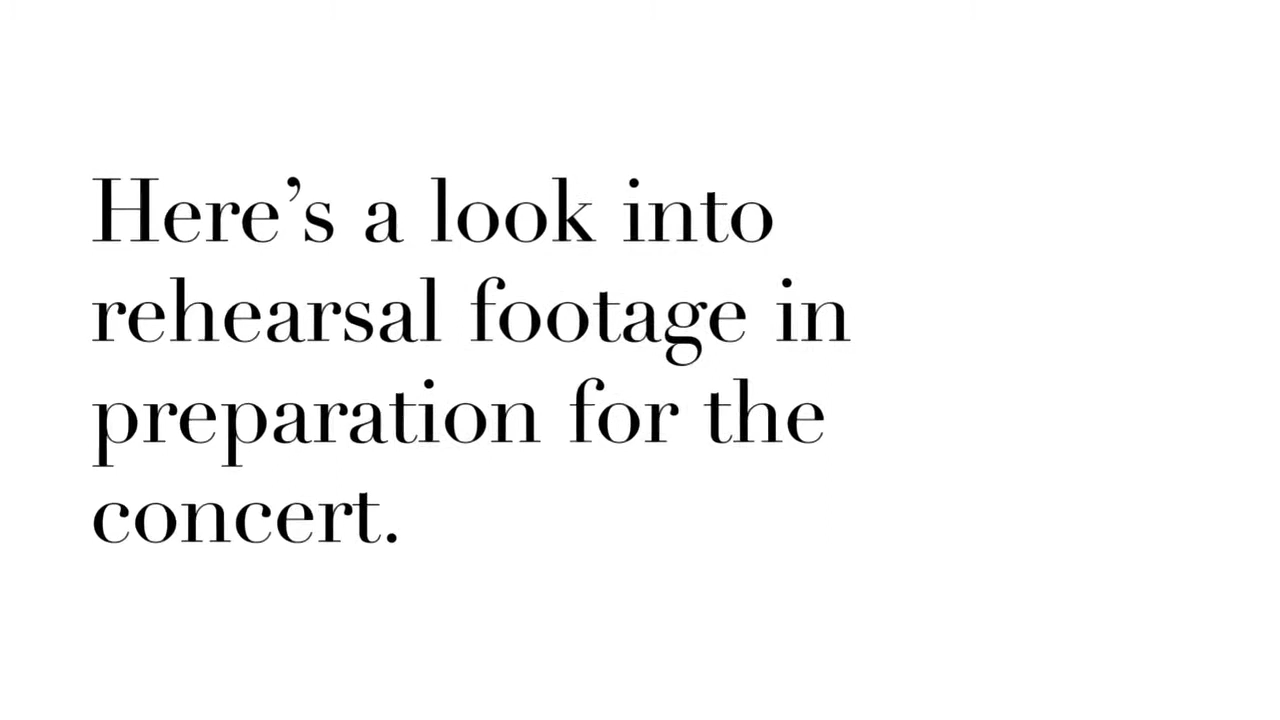 Here’s a look into
rehearsal footage in
preparation for the
concert.